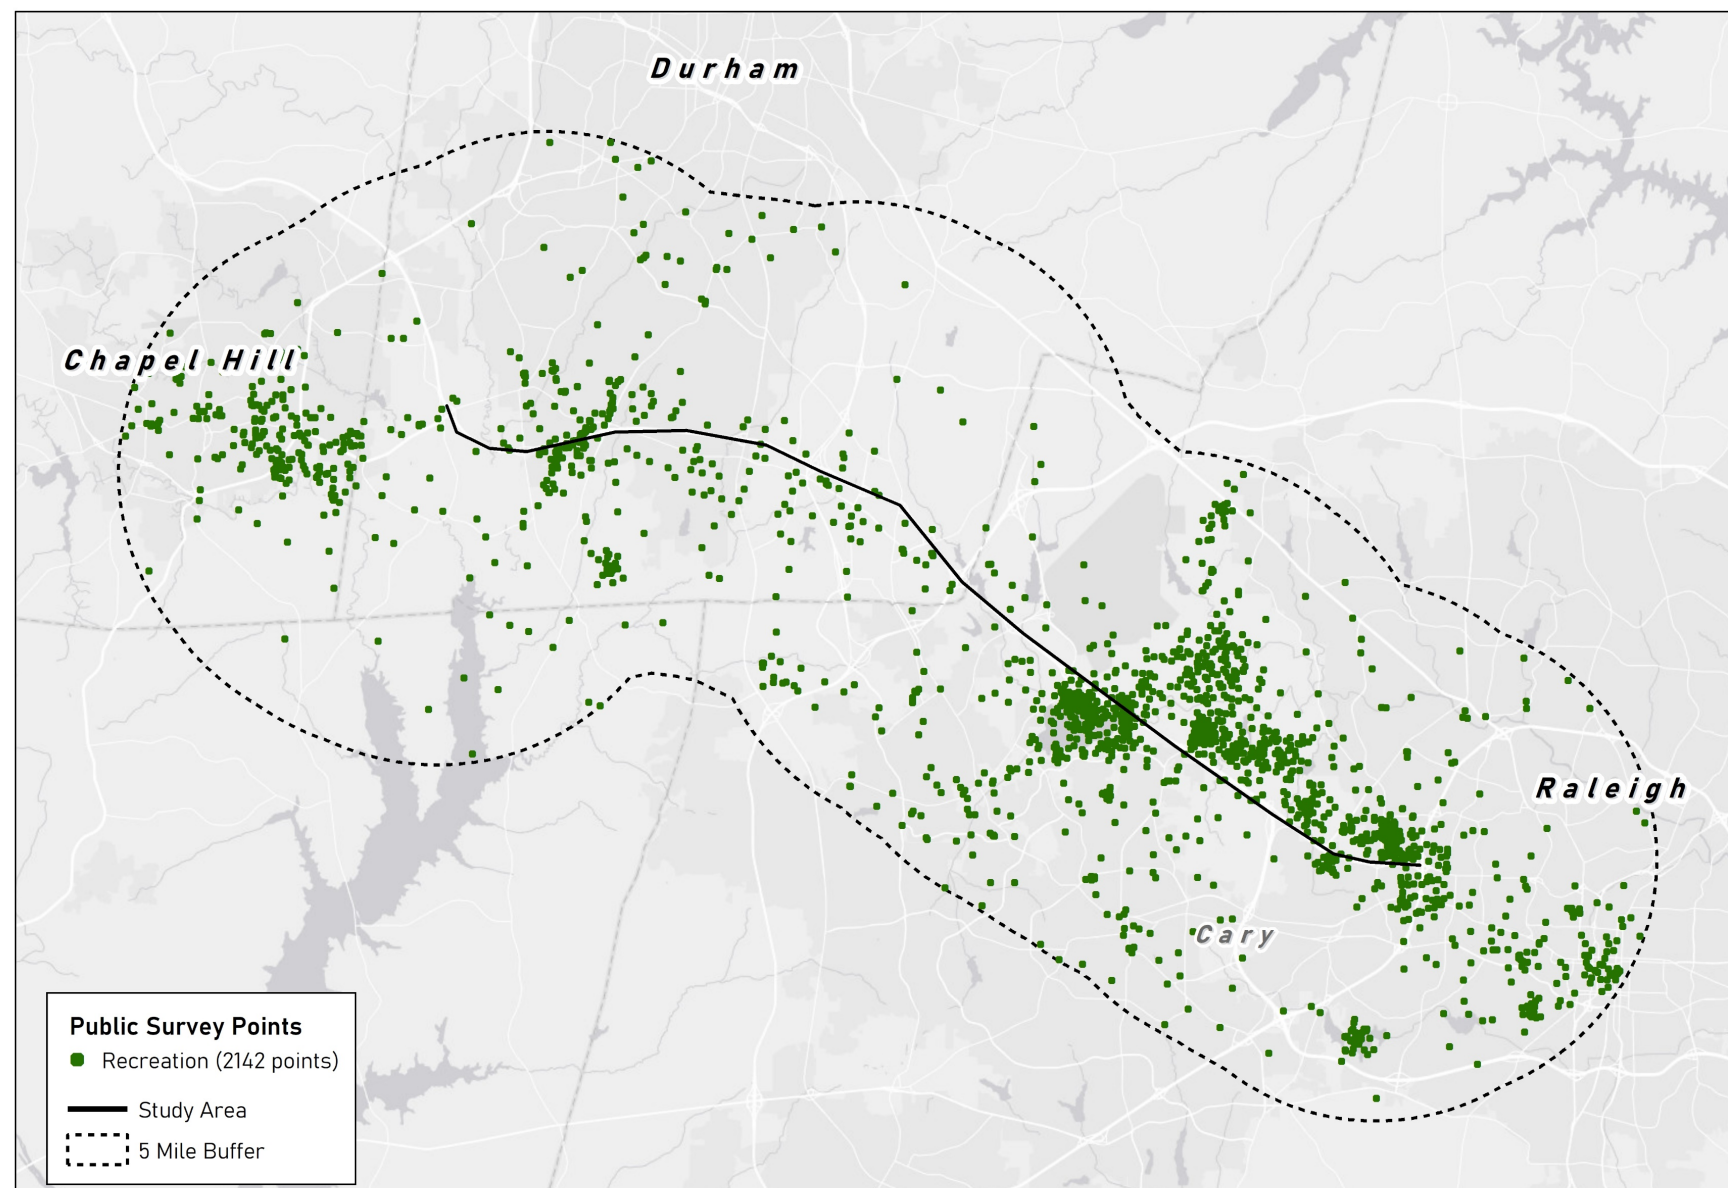 Durham
Chapel Hill
Raleigh
Cary
Public Survey Points
Recreation (2142 points)
Study Area
5 Mile Buffer